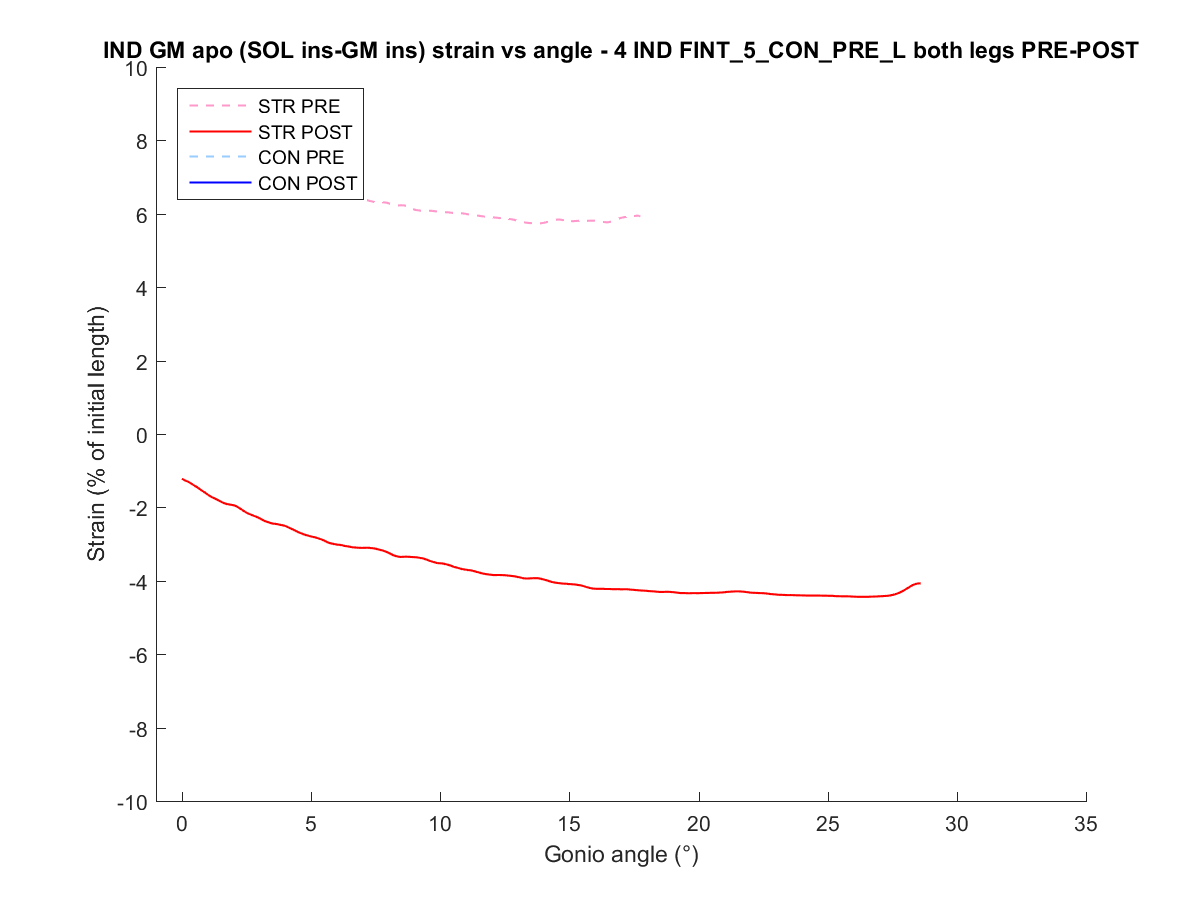 IND GM apo (SOL ins-GM ins) strain vs angle - 4 IND FINT_5_CON_PRE_L both legs PRE-POST
10
8
6
4
2
0
-2
-4
-6
-8
-10
Strain (% of initial length)
STR PRE
STR POST
CON PRE
CON POST
0 5 10 15 20 25 30 35
Gonio angle (°)